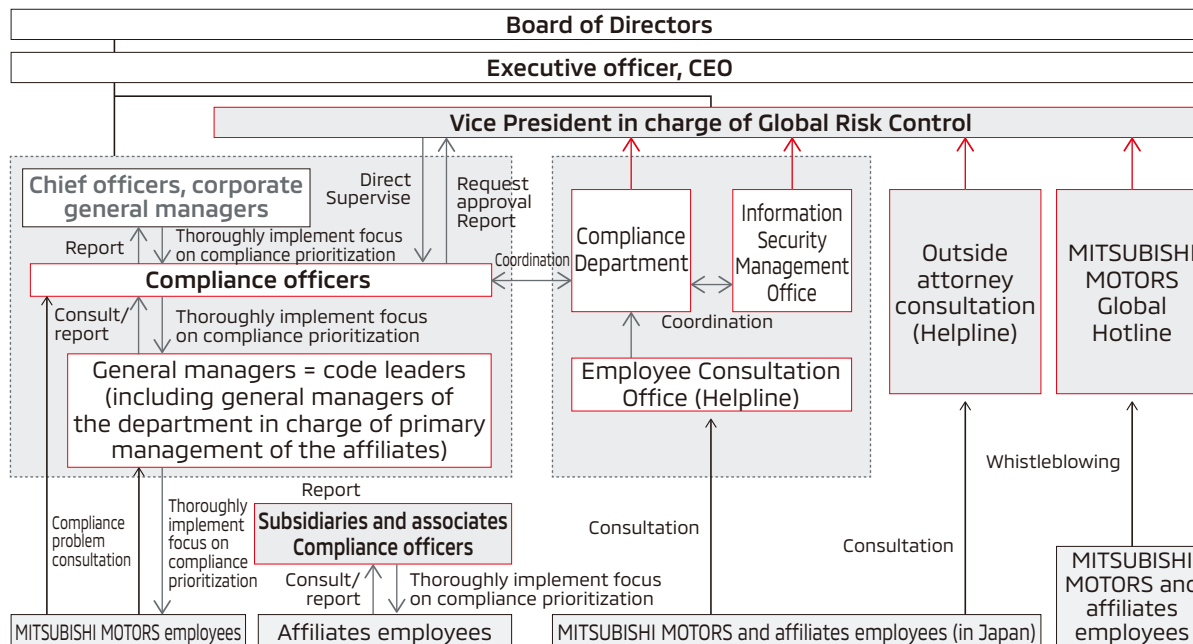 Board of Directors
Executive officer, CEO
Vice President in charge of Global Risk Control
Chief officers, corporate
general managers
Direct
Supervise
Request
approval
Report
Report
Thoroughly implement focus
on compliance prioritization
Compliance officers
Coordination
Compliance
Department
Information
Security
Management
Office
Coordination
Outside
attorney
consultation
(Helpline)
MITSUBISHI
MOTORS
Global
Hotline
Consult/
report
Thoroughly implement focus
on compliance prioritization
General managers = code leaders
(including general managers of
the department in charge of primary
management of the affiliates)
Employee Consultation
Office (Helpline)
Compliance
problem
consultation
Thoroughly
implement
focus on
compliance
prioritization
Report
Subsidiaries and associates
Compliance officers
Consult/
report
Thoroughly implement focus
on compliance prioritization
Consultation
Consultation
Whistleblowing
MITSUBISHI MOTORS employees
Affiliates employees
MITSUBISHI MOTORS and affiliates employees (in Japan)
MITSUBISHI
MOTORS and
affiliates
employees